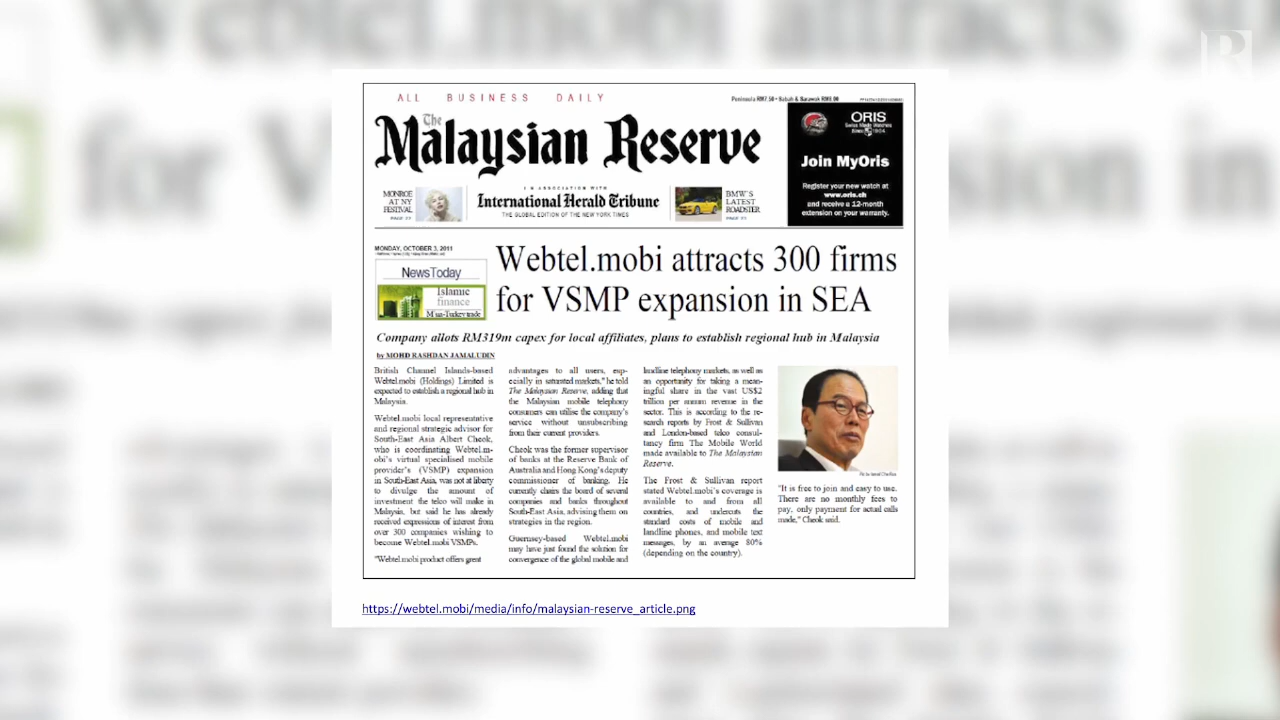 R
ALL BUSINESS DAILY
Peninsula RM1.50 • Sabah & Sarawak RM3.00
The
Malaysian Reserve
ORIS
Swiss Made Watches
Since 1904
Join MyOris
Register your new watch at
www.oris.ch
and receive a 12-month
extension on your warranty.
MONROE
AT NY
FESTIVAL
IN ASSOCIATION WITH
International Herald Tribune
THE GLOBAL EDITION OF THE NEW YORK TIMES
BMW'S
LATEST
ROADSTER
MONDAY, OCTOBER 3, 2011
NewsToday
Islamic
finance
M'sia-Turkey trade
Webtel.mobi attracts 300 firms
for VSMP expansion in SEA
Company allots RM319m capex for local affiliates, plans to establish regional hub in Malaysia
by MOHD RASHDAN JAMALUDIN
British Channel Islands-based
Webtel.mobi (Holdings) Limited is
expected to establish a regional hub in
Malaysia.
Webtel.mobi local representative
and regional strategic advisor for
South-East Asia Albert Cheok,
who is coordinating Webtel.m-
obi's virtual specialised mobile
provider's (VSMP) expansion
in South-East Asia, was not at liberty
to divulge the amount of
investment the telco will make in
Malaysia, but said he has already
received expressions of interest from
over 300 companies wishing to
become Webtel.mobi VSMPs.
"Webtel.mobi product offers great
advantages to all users, esp-
ecially in saturated markets," he told
The Malaysian Reserve, adding that
the Malaysian mobile telephony
consumers can utilise the company's
service without unsubscribing
from their current providers.
Cheok was the former supervisor
of banks at the Reserve Bank of
Australia and Hong Kong's deputy
commissioner of banking. He
currently chairs the board of several
companies and banks throughout
South-East Asia, advising them on
strategies in the region.
Guernsey-based Webtel.mobi
may have just found the solution for
convergence of the global mobile and
landline telephony markets, as well as
an opportunity for taking a mean-
ingful share in the vast US$2
trillion per annum revenue in the
sector. This is according to the re-
search reports by Frost & Sullivan
and London-based telco consul-
tancy firm The Mobile World
made available to The Malaysian
Reserve.
The Frost & Sullivan report
stated Webtel.mobi's coverage is
available to and from all
countries, and undercuts the
standard costs of mobile and
landline phones, and mobile text
messages, by an average 80%
(depending on the country).
"It is free to join and easy to use.
There are no monthly fees to
pay, only payment for actual calls
made," Cheok said.
https://webtel.mobi/media/info/malaysian-reserve_article.png